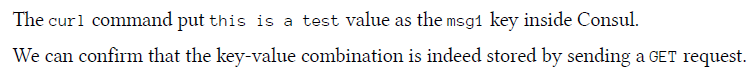 The curl command put this is a test value as the msg1 key inside Consul.
We can confirm that the key-value combination is indeed stored by sending a GET request.